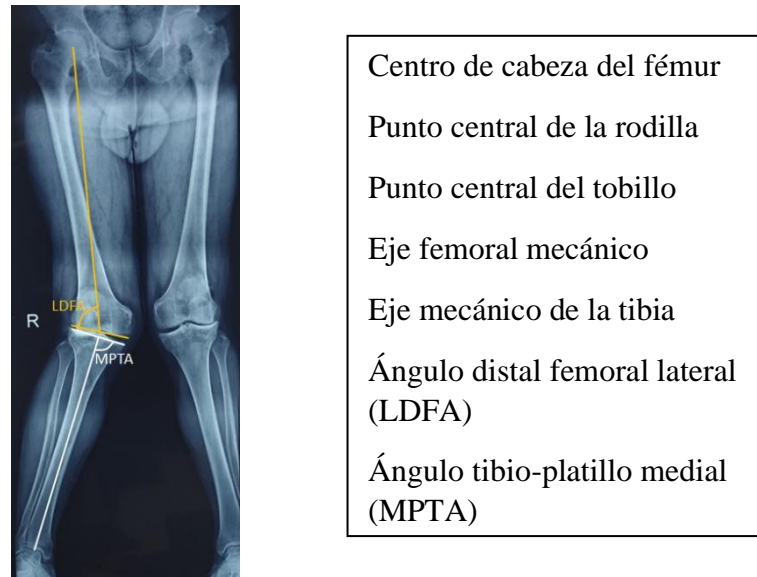 LDFA
R
MPTA
Centro de cabeza del fémur
Punto central de la rodilla
Punto central del tobillo
Eje femoral mecánico
Eje mecánico de la tibia
Ángulo distal femoral lateral
(LDFA)
Ángulo tibio-platillo medial
(MPTA)